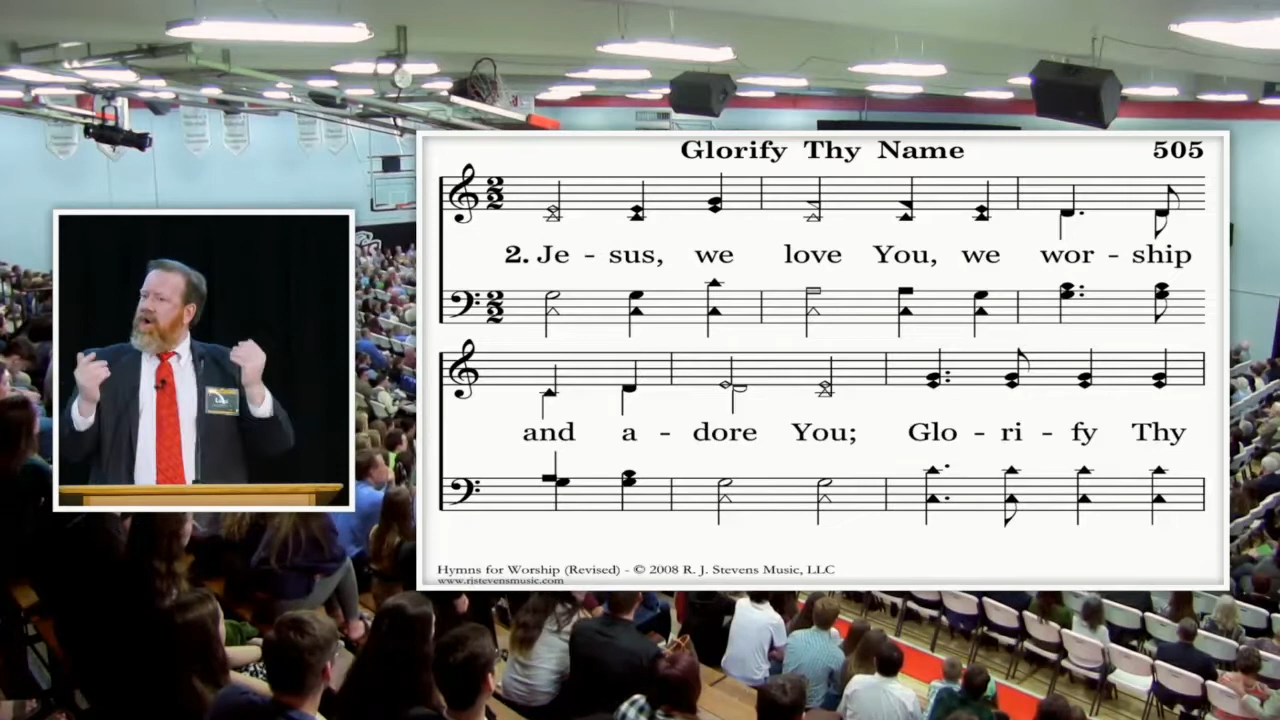 Glorify Thy Name 505
2. Je - sus, we love You, we wor - ship
and a - dore You; Glo - ri - fy Thy
Hymns for Worship (Revised) - © 2008 R. J. Stevens Music, LLC
www.rjstevensmusic.com